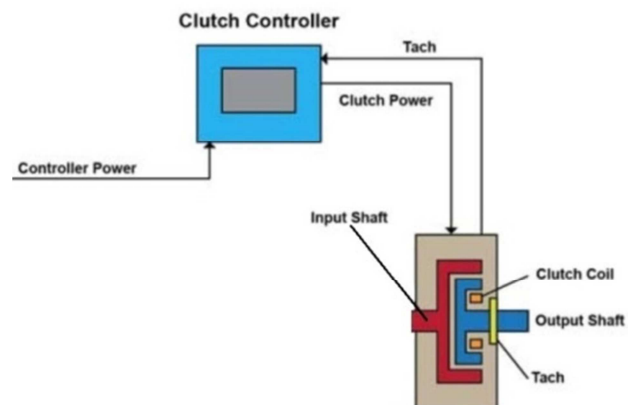 Clutch Controller
Tach
Clutch Power
Controller Power
Input Shaft
Clutch Coil
Output Shaft
Tach